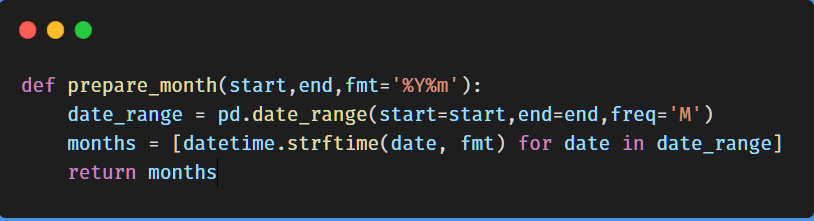 def prepare_month(start,end,fmt='%Y%m'):
    date_range = pd.date_range(start=start,end=end,freq='M')
    months = [datetime.strftime(date, fmt) for date in date_range]
    return months